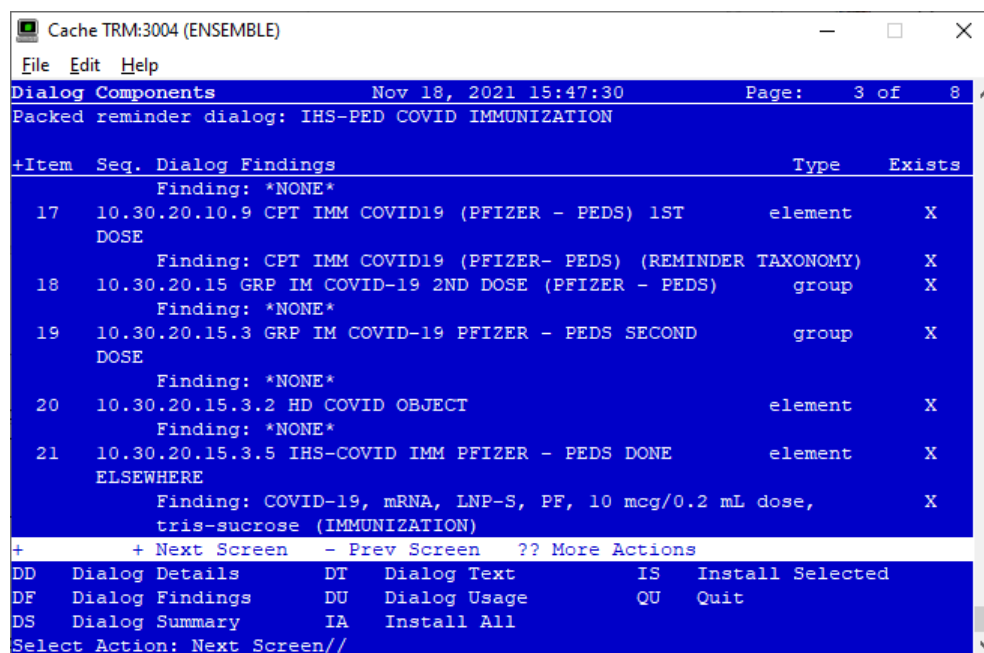 Cache TRM:3004 (ENSEMBLE)
File Edit Help
Dialog Components Nov 18, 2021 15:47:30 Page: 3 of 8
Packed reminder dialog: IHS-PED COVID IMMUNIZATION
+Item Seq. Dialog Findings Type Exists
Finding: *NONE*
17 10.30.20.10.9 CPT IMM COVID19 (PFIZER - PEDS) 1ST element X
DOSE
Finding: CPT IMM COVID19 (PFIZER- PEDS) (REMINDER TAXONOMY) X
18 10.30.20.15 GRP IM COVID-19 2ND DOSE (PFIZER - PEDS) group X
Finding: *NONE*
19 10.30.20.15.3 GRP IM COVID-19 PFIZER - PEDS SECOND group X
DOSE
Finding: *NONE*
20 10.30.20.15.3.2 HD COVID OBJECT element X
Finding: *NONE*
21 10.30.20.15.3.5 IHS-COVID IMM PFIZER - PEDS DONE element X
ELSEWHERE
Finding: COVID-19, mRNA, LNP-S, PF, 10 mcg/0.2 mL dose, X
tris-sucrose (IMMUNIZATION)
+ + Next Screen - Prev Screen ?? More Actions
DD Dialog Details DT Dialog Text IS Install Selected
DF Dialog Findings DU Dialog Usage QU Quit
DS Dialog Summary IA Install All
Select Action: Next Screen//